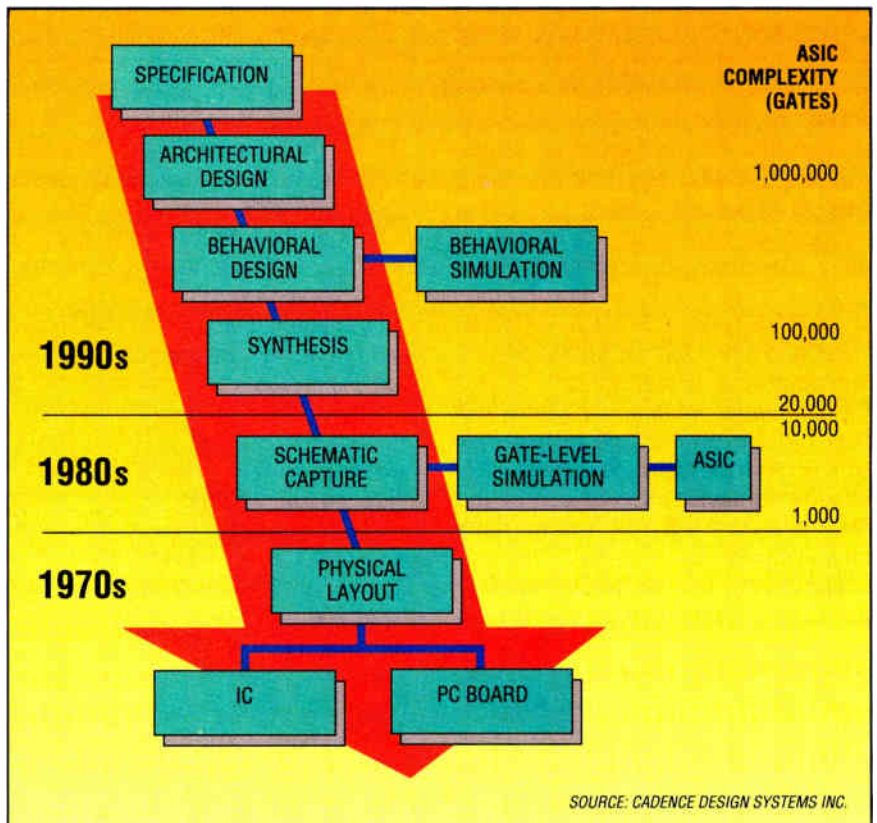 SPECIFICATION
ASIC
COMPLEXITY
(GATES)
ARCHITECTURAL
DESIGN
1,000,000
BEHAVIORAL
DESIGN
BEHAVIORAL
SIMULATION
SYNTHESIS
100,000
1990s
20,000
10,000
1980s
SCHEMATIC
CAPTURE
GATE-LEVEL
SIMULATION
ASIC
1,000
1970s
PHYSICAL
LAYOUT
IC
PC BOARD
SOURCE: CADENCE DESIGN SYSTEMS INC.